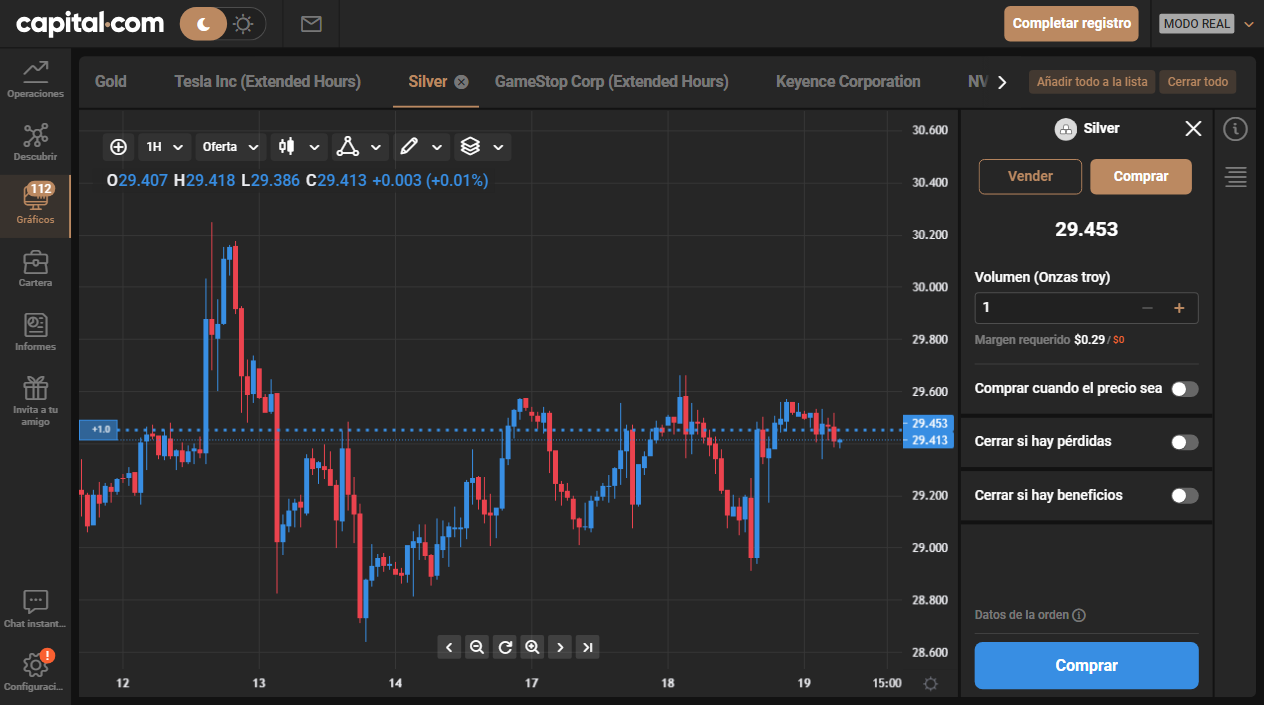 capital.com
Completar registro
MODO REAL
Operaciones
Descubrir
112
Gráficos
Cartera
Informes
Invita a tu
amigo
Chat instant...
!
Configuraci...
Gold
Tesla Inc (Extended Hours)
Silver
GameStop Corp (Extended Hours)
Keyence Corporation
NV
Añadir todo a la lista
Cerrar todo
1H
Oferta
O29.407 H29.418 L29.386 C29.413 +0.003 (+0.01%)
+1.0
30.600
30.400
30.200
30.000
29.800
29.600
29.453
29.413
29.200
29.000
28.800
28.600
12
13
14
17
18
19
15:00
Silver
Vender
Comprar
29.453
Volumen (Onzas troy)
1
Margen requerido $0.29 / $0
Comprar cuando el precio sea
Cerrar si hay pérdidas
Cerrar si hay beneficios
Datos de la orden
Comprar